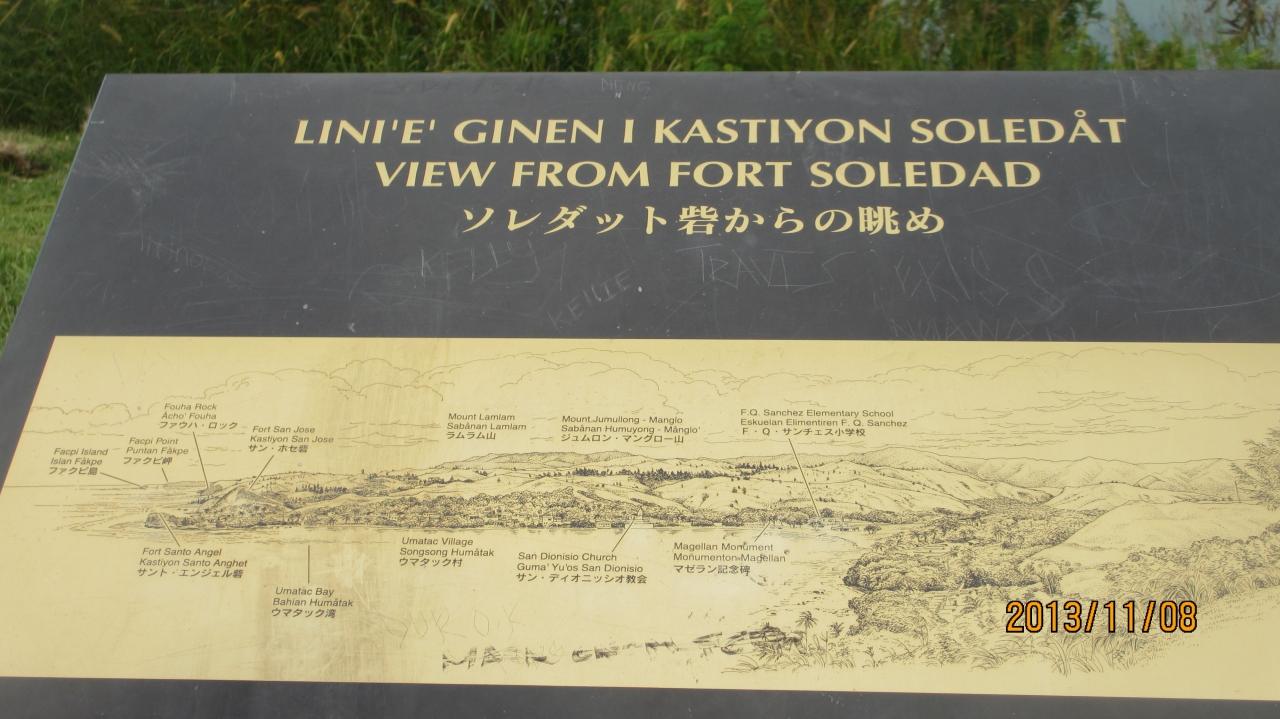 LINI'E' GINEN I KASTIYON SOLEDÅT
VIEW FROM FORT SOLEDAD
ソレダット砦からの眺め
KELLY
TRAVIS
KELLIE
Fouha Rock
Åcho' Fouha
ファウハ・ロック
Facpi Point
Puntan Fåkpe
ファクピ岬
Facpi Island
Islan Fåkpe
ファクピ島
Fort San Jose
Kastiyon San Jose
サン・ホセ砦
Mount Lamlam
Sabånan Lamlam
ラムラム山
Mount Jumullong - Manglo
Sabånan Humuyong - Månglo'
ジュムロン・マングロー山
F.Q. Sanchez Elementary School
Eskuelan Elimentiren F. Q. Sanchez
F・Q・サンチェス小学校
Fort Santo Angel
Kastiyon Santo Anghet
サント・エンジェル砦
Umatac Bay
Bahian Humåtak
ウマタック湾
Umatac Village
Songsong Humåtak
ウマタック村
San Dionisio Church
Guma' Yu'os San Dionisio
サン・ディオニッシオ教会
Magellan Monument
Moñumenton Magellan
マゼラン記念碑
2013/11/08